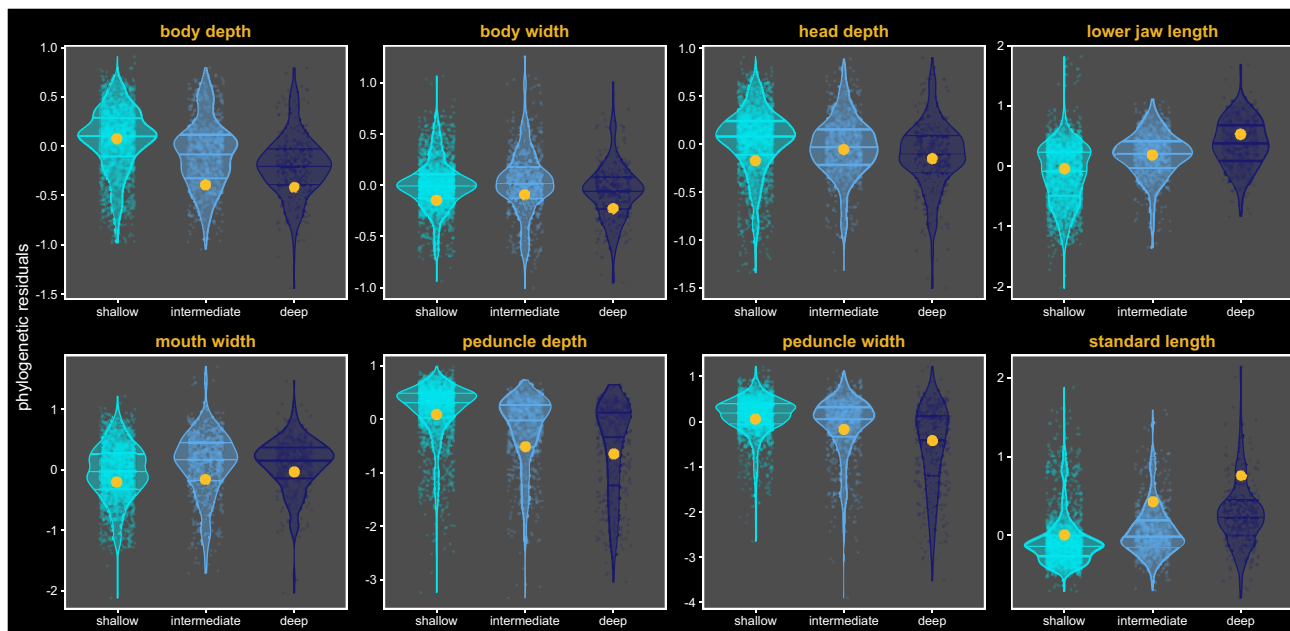 body depth
body width
head depth
lower jaw length
1.0
0.5
0.0
-0.5
-1.0
-1.5
1.0
0.5
0.0
-0.5
-1.0
1.0
0.5
0.0
-0.5
-1.0
-1.5
2
1
0
-1
-2
shallow intermediate deep
shallow intermediate deep
shallow intermediate deep
shallow intermediate deep
phylogenetic residuals
mouth width
peduncle depth
peduncle width
standard length
1
0
-1
-2
1
0
-1
-2
-3
1
0
-1
-2
-3
-4
2
1
0
shallow intermediate deep
shallow intermediate deep
shallow intermediate deep
shallow intermediate deep